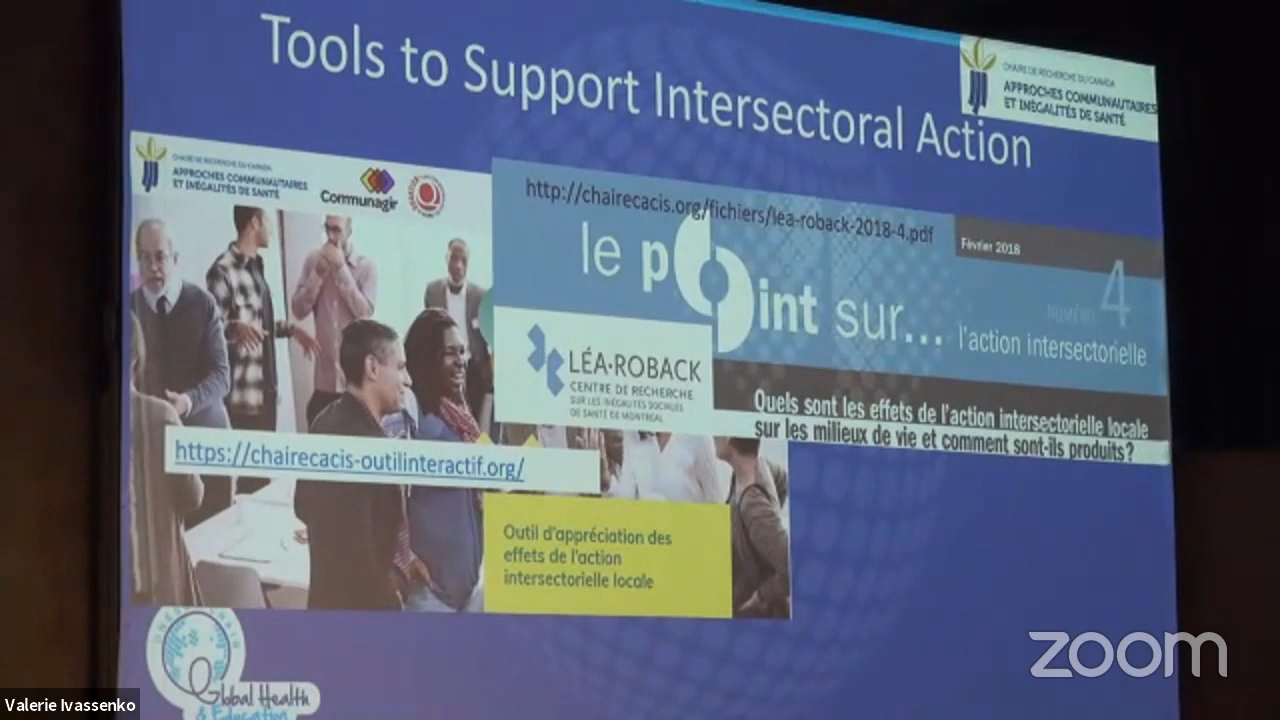 Tools to Support Intersectoral Action
CHAIRE DE RECHERCHE DU CANADA
APPROCHES COMMUNAUTAIRES
ET INÉGALITÉS DE SANTÉ
CHAIRE DE RECHERCHE DU CANADA
APPROCHES COMMUNAUTAIRES
ET INÉGALITÉS DE SANTÉ
Communagir
http://chairecacis.org/fichiers/lea-roback-2018-4.pdf
Février 2018
le point sur... l'action intersectorielle
NUMÉRO 4
LÉA-ROBACK
CENTRE DE RECHERCHE
SUR LES INÉGALITÉS SOCIALES
DE SANTÉ DE MONTRÉAL
Quels sont les effets de l'action intersectorielle locale
sur les milieux de vie et comment sont-ils produits?
https://chairecacis-outilinteractif.org/
Outil d'appréciation des
effets de l'action
intersectorielle locale
Global Health
& Education
zoom
Valerie Ivassenko